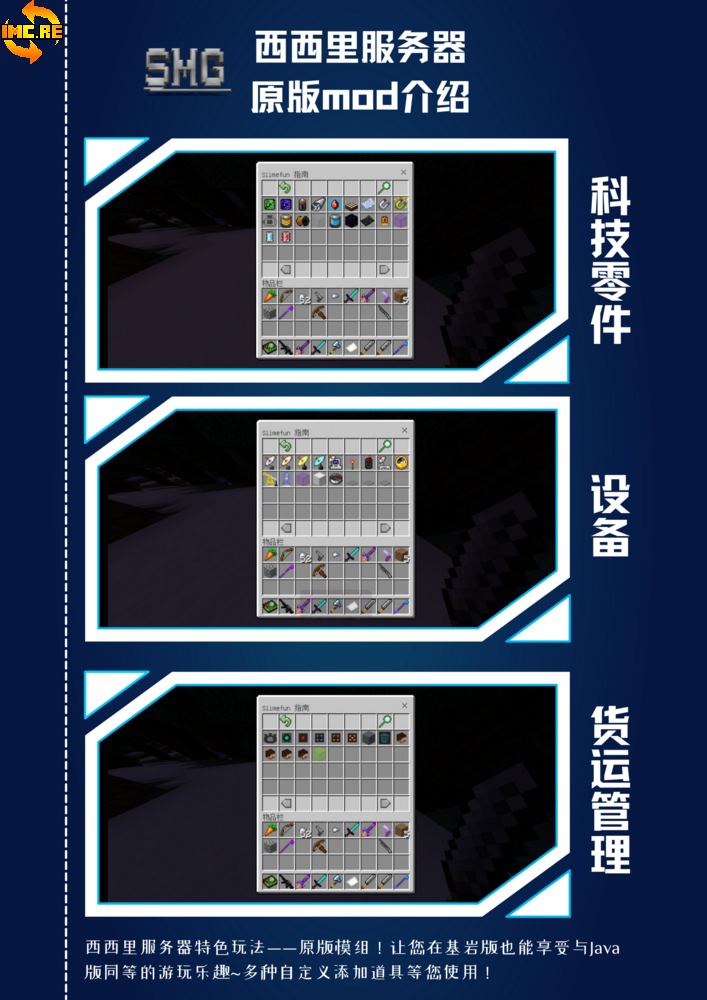 IMC.RE
SMG
西西里服务器
原版mod介绍
Slimefun 指南
物品栏
32
科技零件
Slimefun 指南
物品栏
32
设备
Slimefun 指南
物品栏
32
货运管理
西西里服务器特色玩法——原版模组！让您在基岩版也能享受与Java
版同等的游玩乐趣~多种自定义添加道具等您使用！